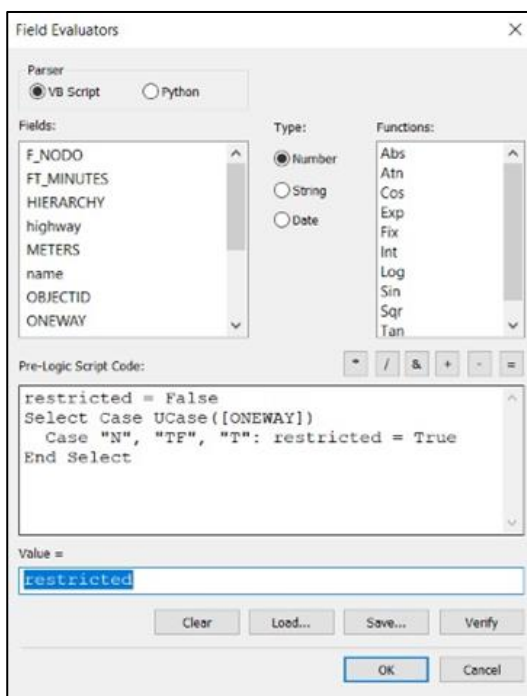 Field Evaluators
Parser
VB Script Python
Fields:
F_NODO
FT_MINUTES
HIERARCHY
highway
METERS
name
OBJECTID
ONEWAY
Type:
Number
String
Date
Functions:
Abs
Atn
Cos
Exp
Fix
Int
Log
Sin
Sqr
Tan
Pre-Logic Script Code:
* / & + - =
restricted = False
Select Case UCase([ONEWAY])
  Case "N", "TF", "T": restricted = True
End Select
Value =
restricted
Clear Load... Save... Verify
OK Cancel